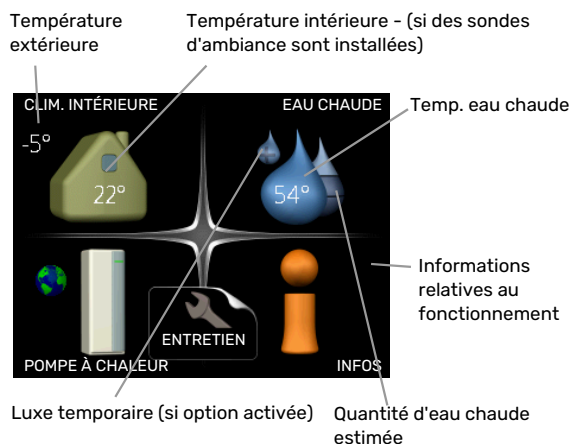 Température
extérieure
Température intérieure - (si des sondes
d'ambiance sont installées)
CLIM. INTÉRIEURE
EAU CHAUDE
Temp. eau chaude
-5°
22°
54°
Informations
relatives au
fonctionnement
ENTRETIEN
POMPE À CHALEUR
INFOS
Luxe temporaire (si option activée)
Quantité d'eau chaude
estimée